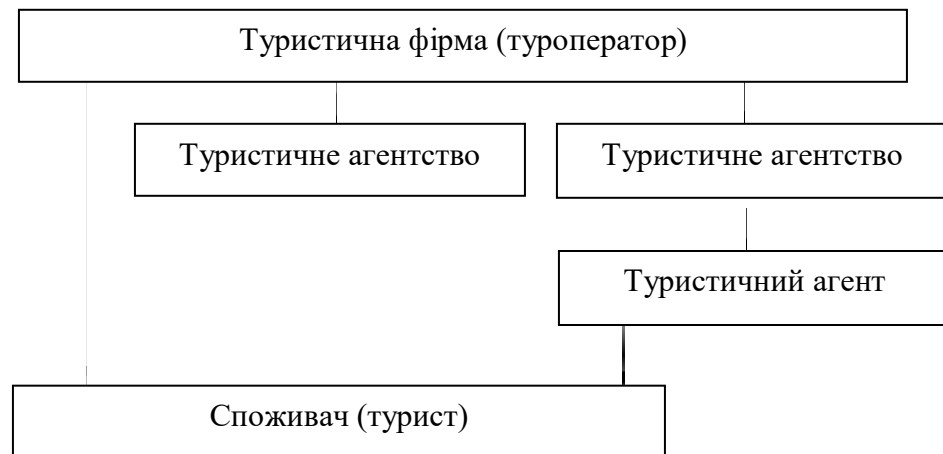 Туристична фірма (туроператор)
Туристичне агентство
Туристичне агентство
Туристичний агент
Споживач (турист)